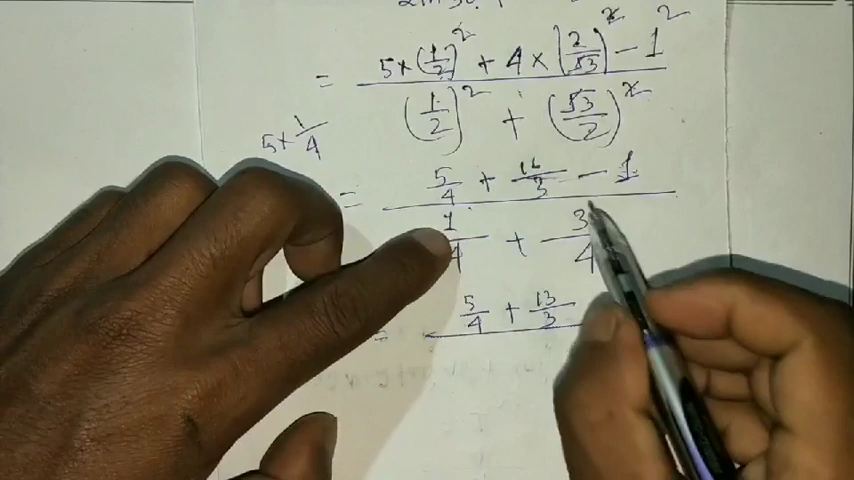 = (5×(1/2)² + 4×(2/√3)² − 1²) / ((1/2)² + (√3/2)²)
5×1/4
= (5/4 + 16/3 − 1) / (1/4 + 3/4)
= 5/4 + 13/3